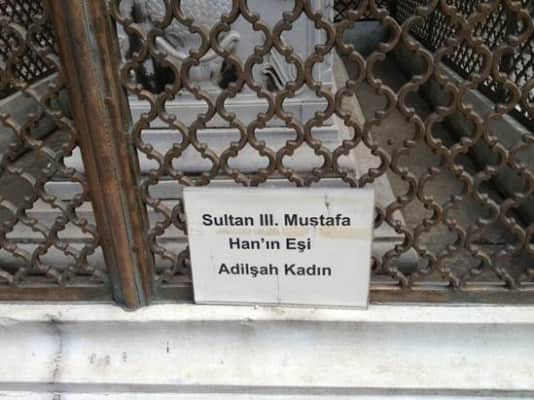 Sultan III. Mustafa
Han'ın Eşi
Adilşah Kadın